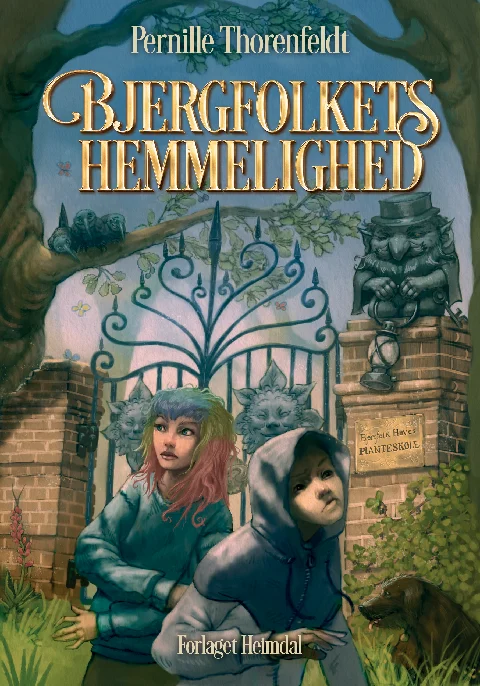 Pernille Thorenfeldt
BJERGFOLKETS
HEMMELIGHED
PLANTESKOLE
Forlaget Heimdal